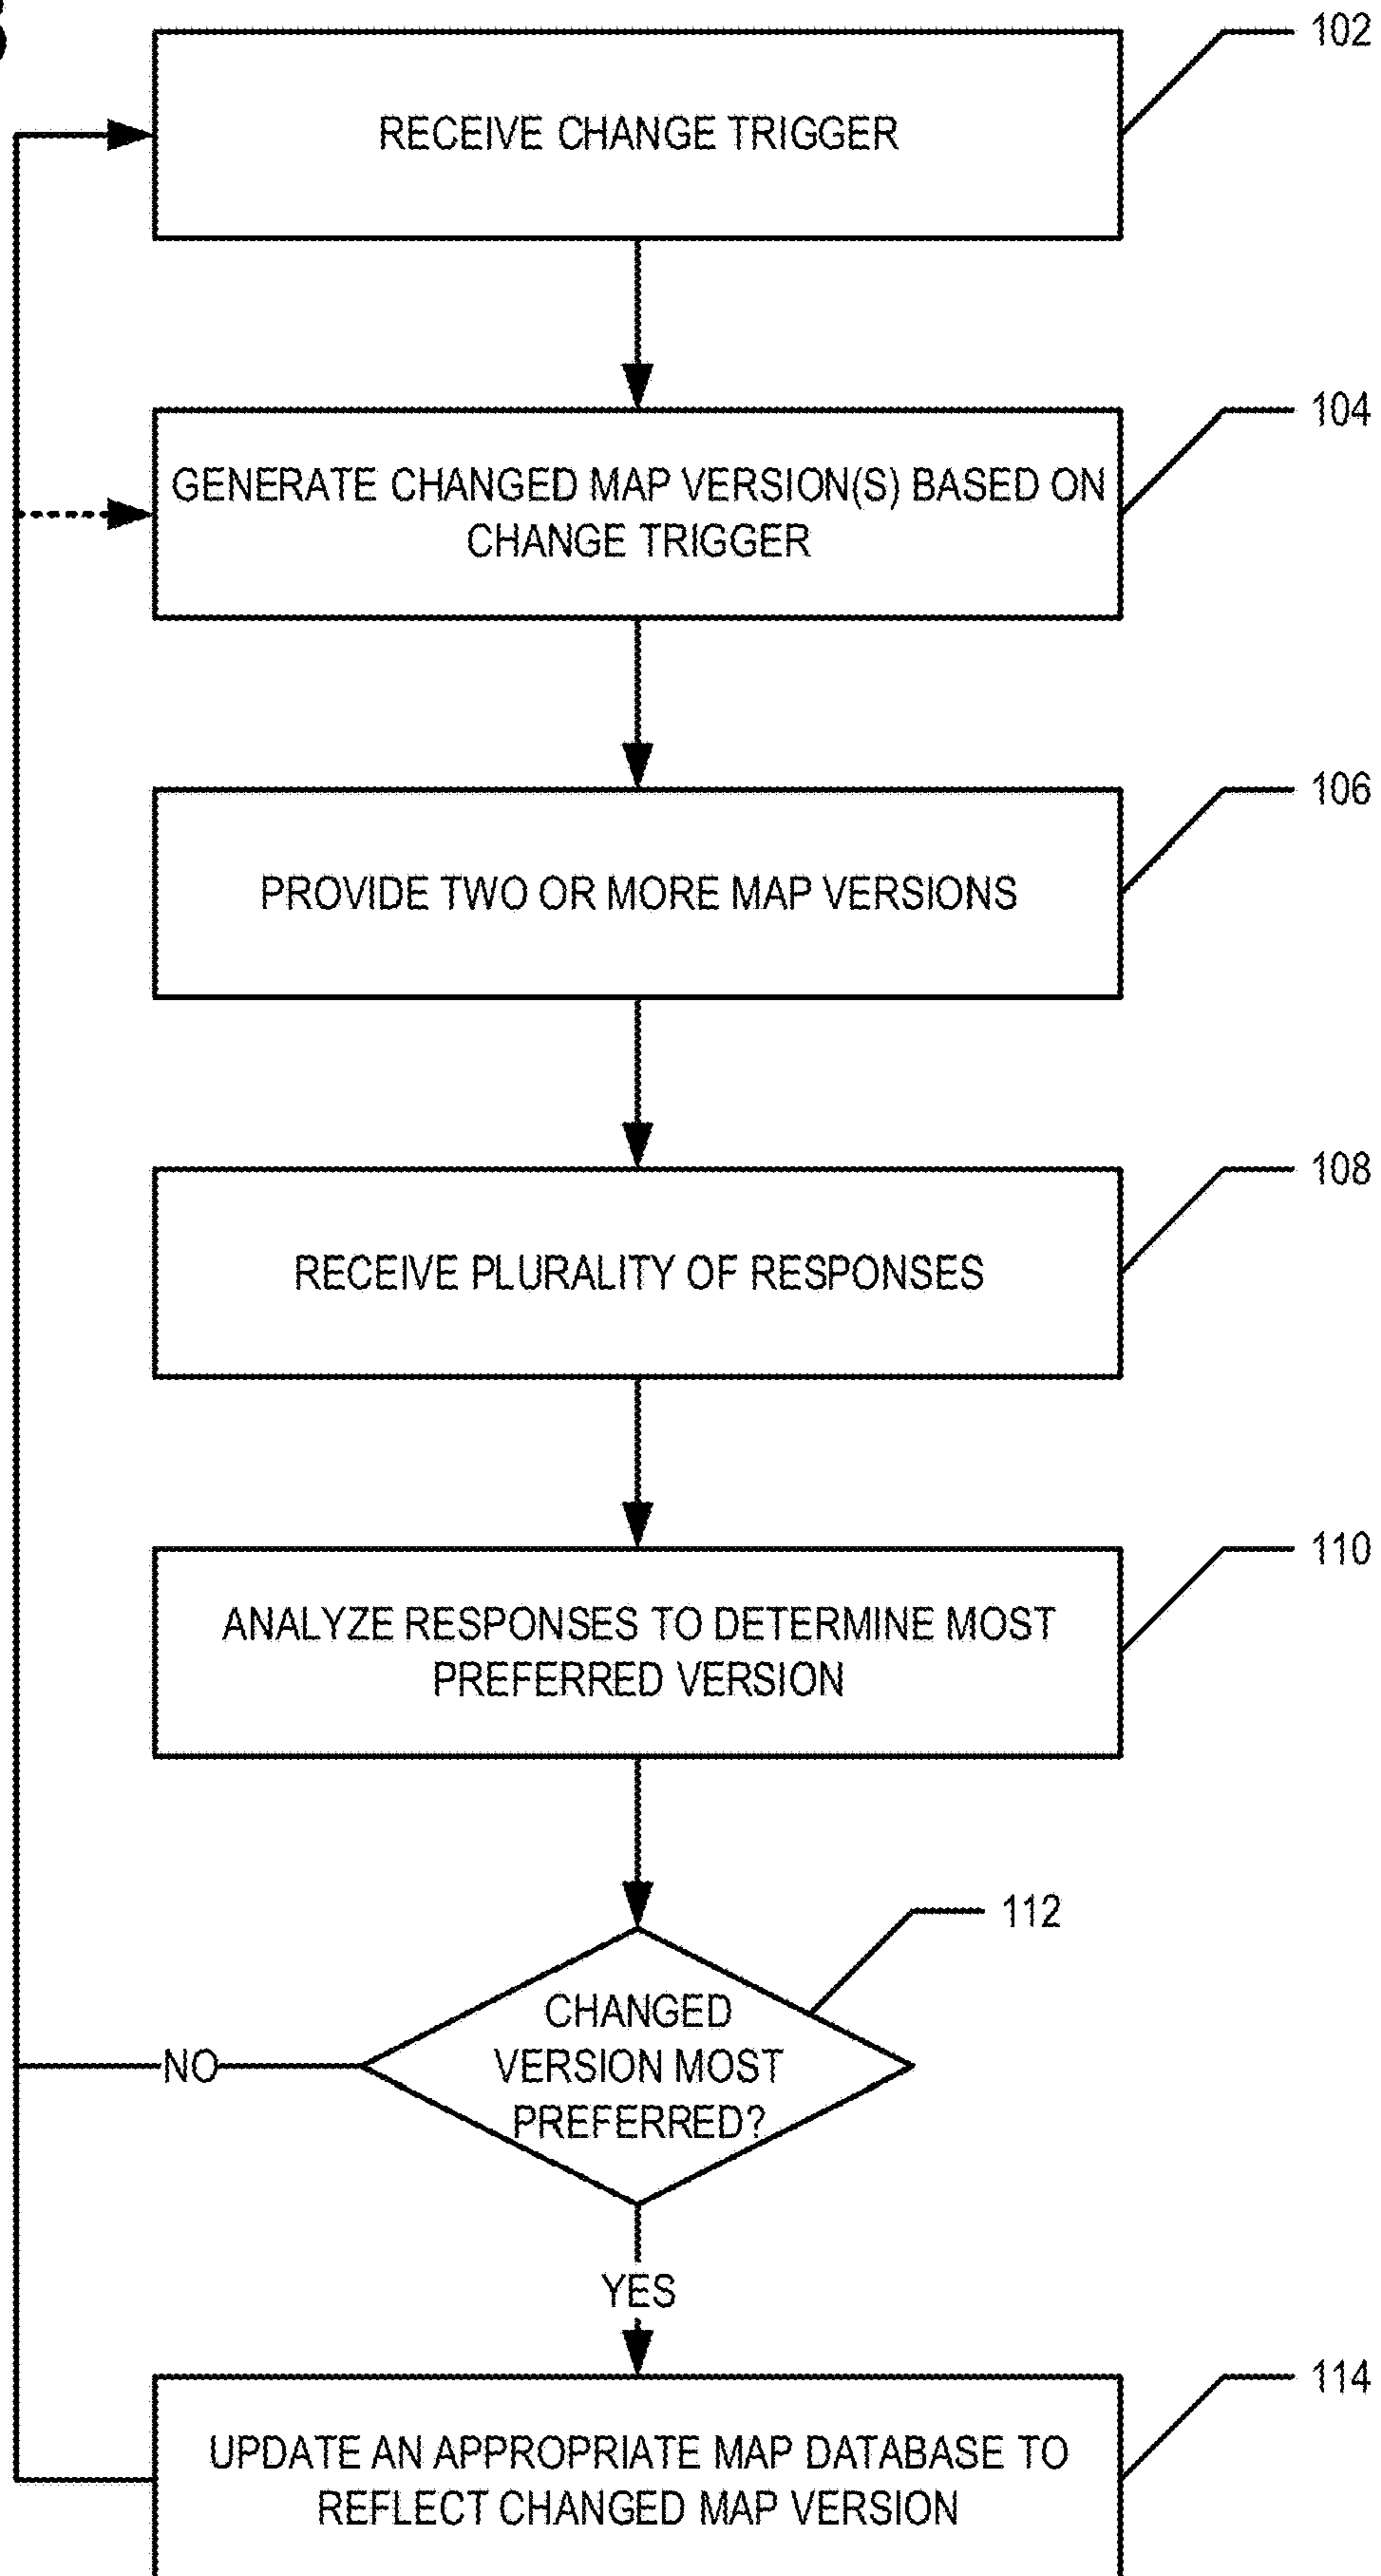 102
RECEIVE CHANGE TRIGGER
104
GENERATE CHANGED MAP VERSION(S) BASED ON
CHANGE TRIGGER
106
PROVIDE TWO OR MORE MAP VERSIONS
108
RECEIVE PLURALITY OF RESPONSES
110
ANALYZE RESPONSES TO DETERMINE MOST
PREFERRED VERSION
112
CHANGED
VERSION MOST
PREFERRED?
NO
YES
114
UPDATE AN APPROPRIATE MAP DATABASE TO
REFLECT CHANGED MAP VERSION